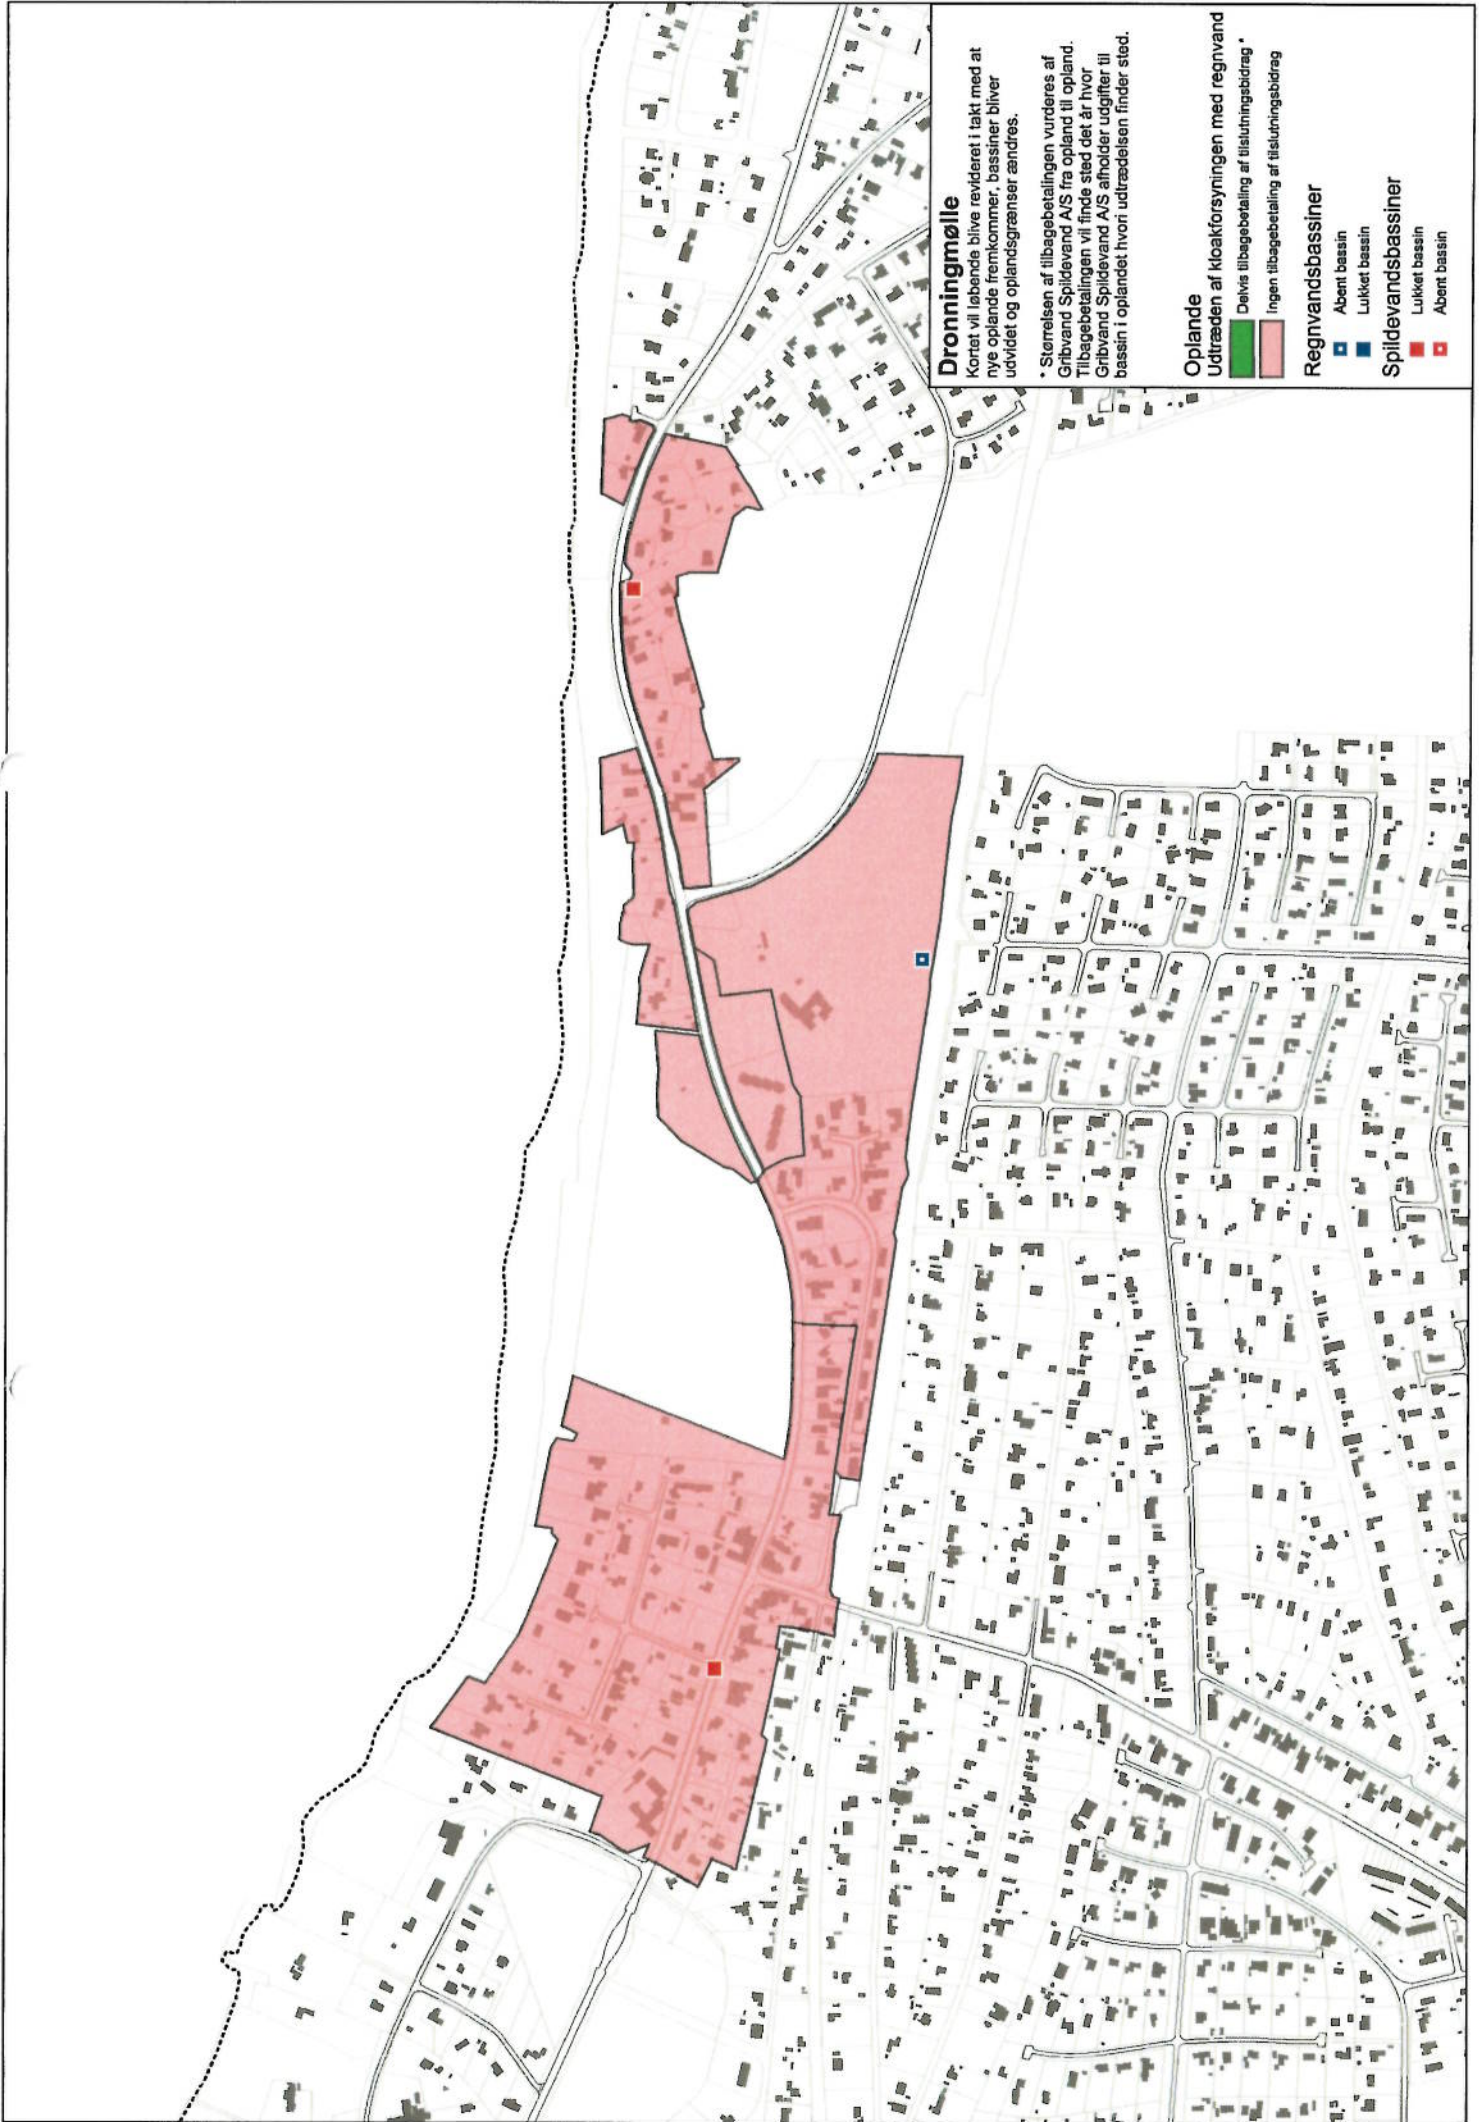 Dronningmølle
Kortet vil løbende blive revideret i takt med at
nye oplande fremkommer, bassiner bliver
udvidet og oplandsgrænser ændres.
* Størrelsen af tilbagebetalingen vurderes af
Gribvand Spildevand A/S fra opland til opland.
Tilbagebetalingen vil finde sted det år hvor
Gribvand Spildevand A/S afholder udgifter til
bassin i oplandet hvori udtrædelsen finder sted.
Oplande
Udtræden af kloakforsyningen med regnvand
Delvis tilbagebetaling af tilslutningsbidrag *
Ingen tilbagebetaling af tilslutningsbidrag
Regnvandsbassiner
Åbent bassin
Lukket bassin
Spildevandsbassiner
Lukket bassin
Åbent bassin